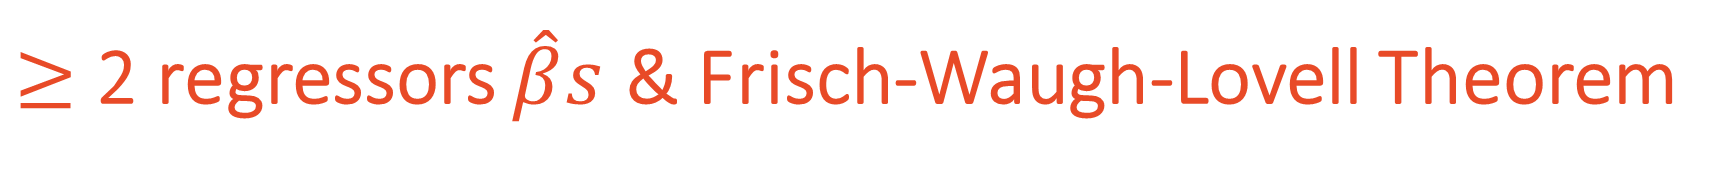 ≥ 2 regressors β̂s & Frisch-Waugh-Lovell Theorem